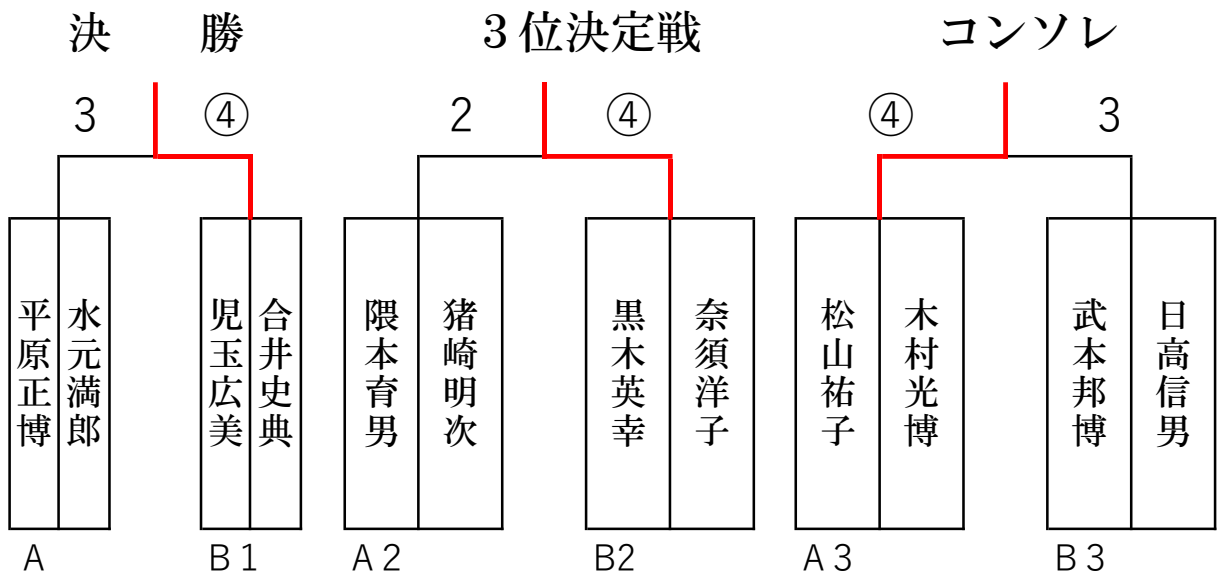 決 勝
3位決定戦
コンソレ
3 ④
2 ④
④ 3
平原正博
水元満郎
児玉広美
合井史典
隈本育男
猪崎明次
黒木英幸
奈須洋子
松山祐子
木村光博
武本邦博
日高信男
A
B1
A2
B2
A3
B3